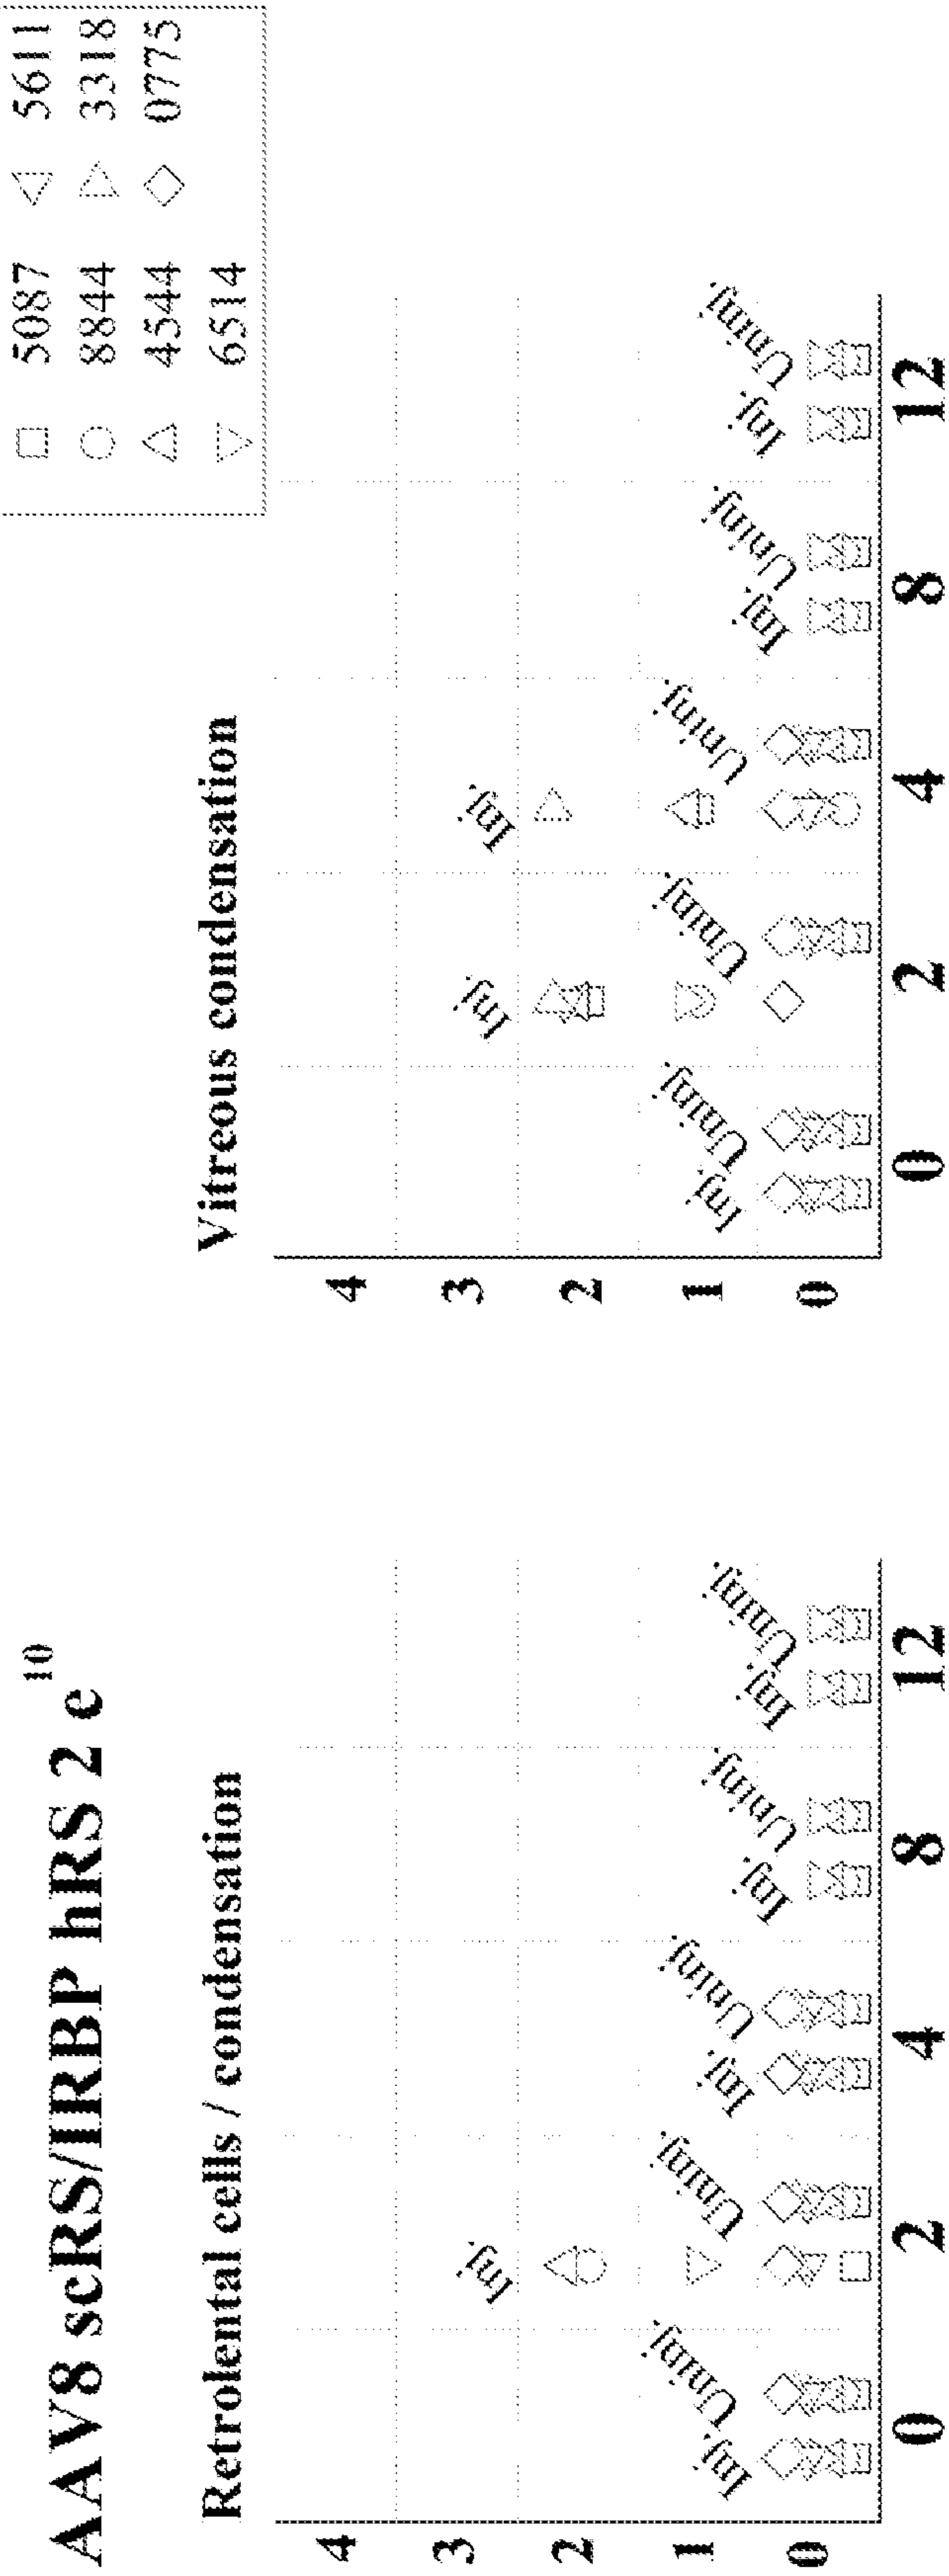 AAV8 scRS/IRBP hRS 2 e10
5087 5611
8844 3318
4544 0775
6514
Retrolental cells / condensation
4
3
2
1
0
Inj. Uninj.
Inj. Uninj.
Inj. Uninj.
Inj. Uninj.
Inj. Uninj.
0 2 4 8 12
Vitreous condensation
4
3
2
1
0
Inj. Uninj.
Inj. Uninj.
Inj. Uninj.
Inj. Uninj.
Inj. Uninj.
0 2 4 8 12